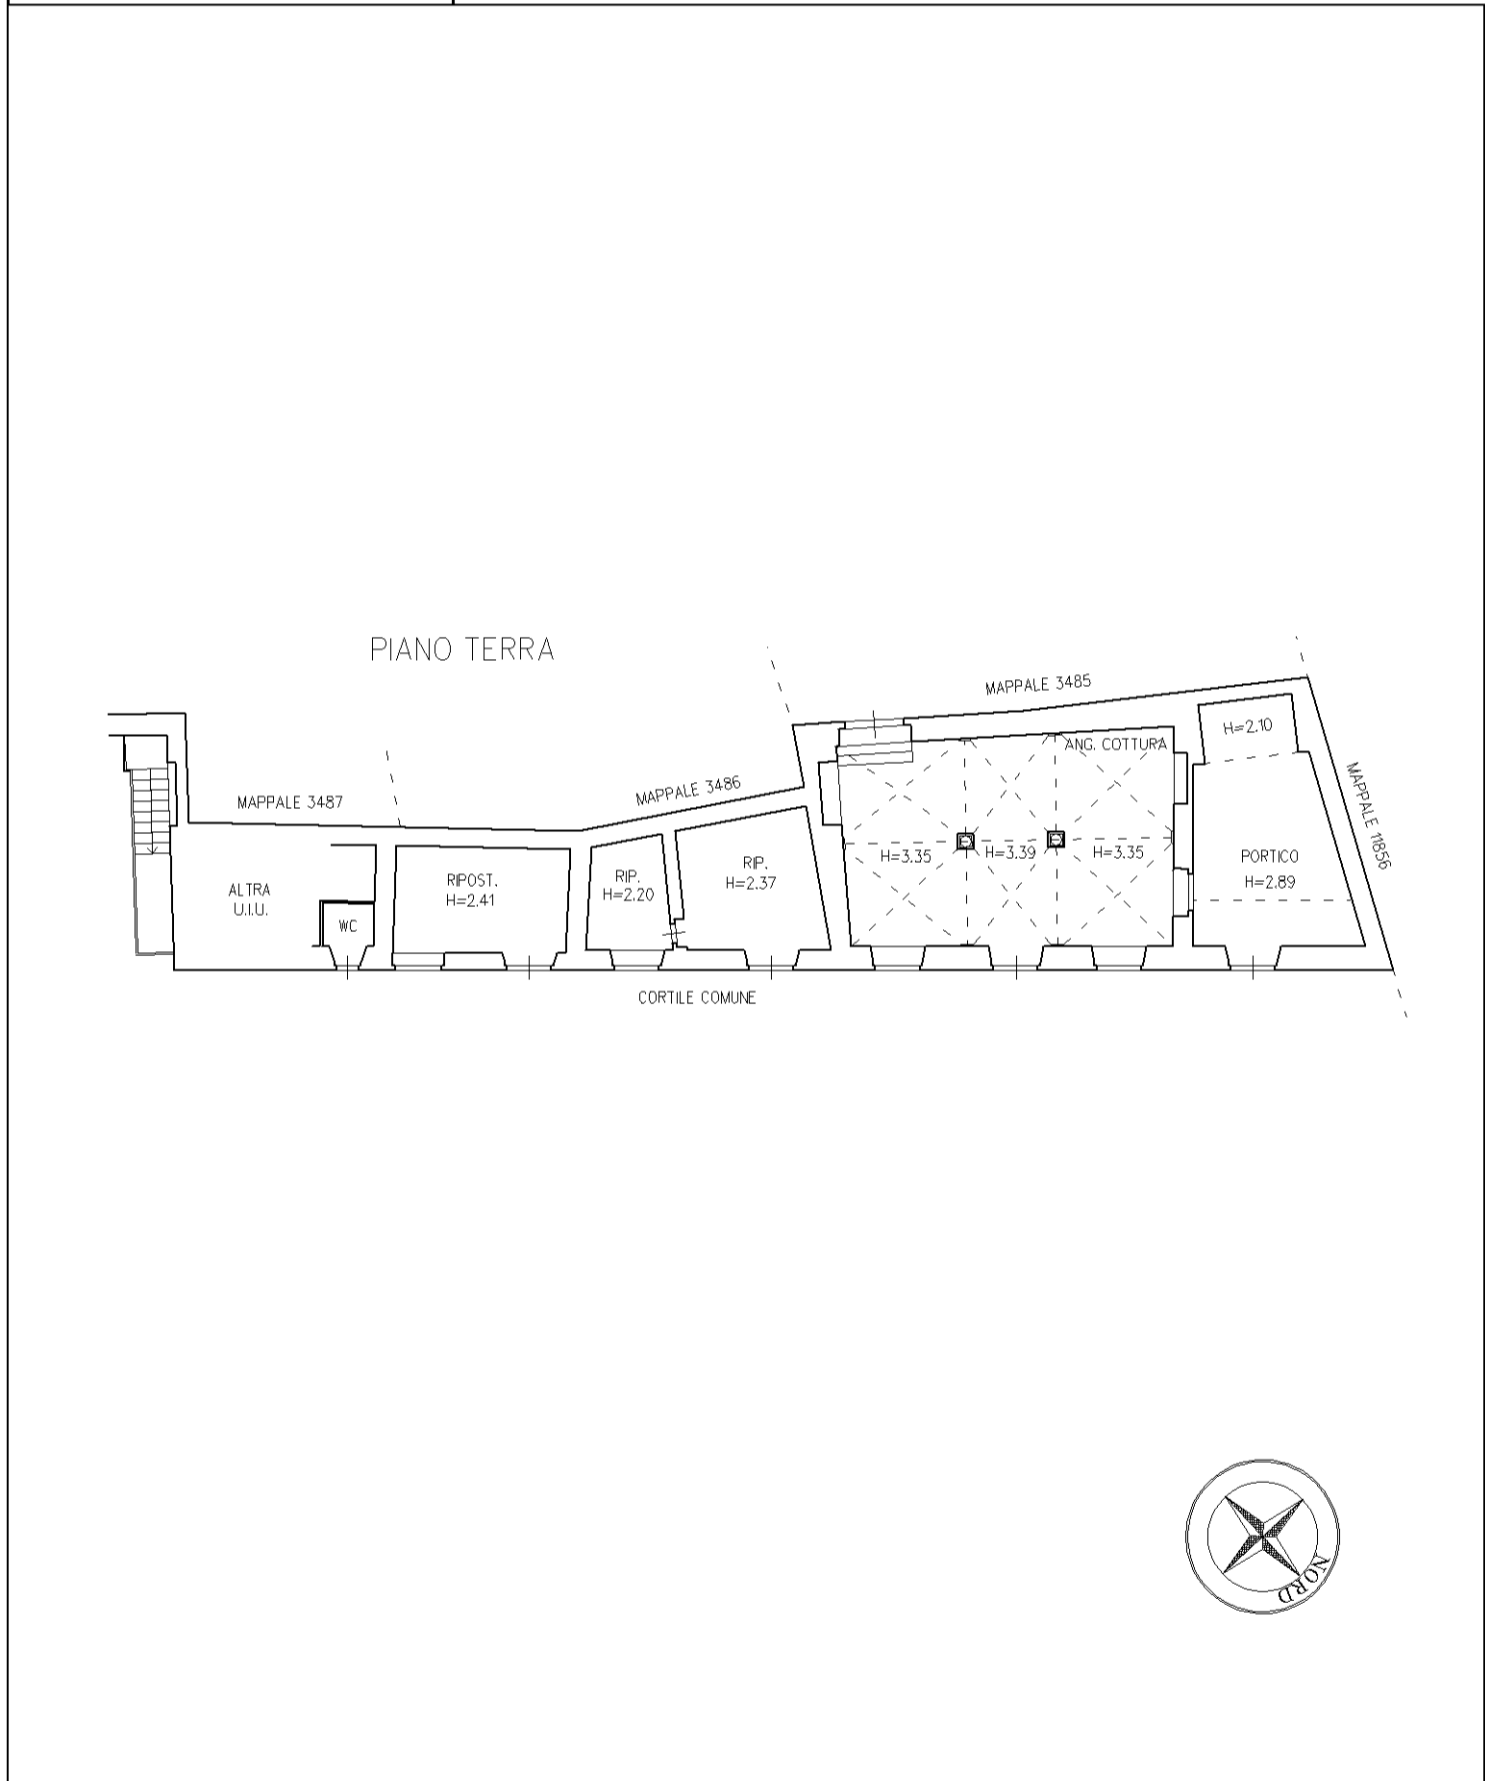 PIANO TERRA
MAPPALE 3485
H=2.10
ANG. COTTURA
MAPPALE 3486
MAPPALE 3487
MAPPALE 11856
H=3.35
H=3.39
H=3.35
PORTICO
H=2.89
RIP.
H=2.37
RIP.
H=2.20
RIPOST.
H=2.41
ALTRA
U.I.U.
WC
CORTILE COMUNE
NORD